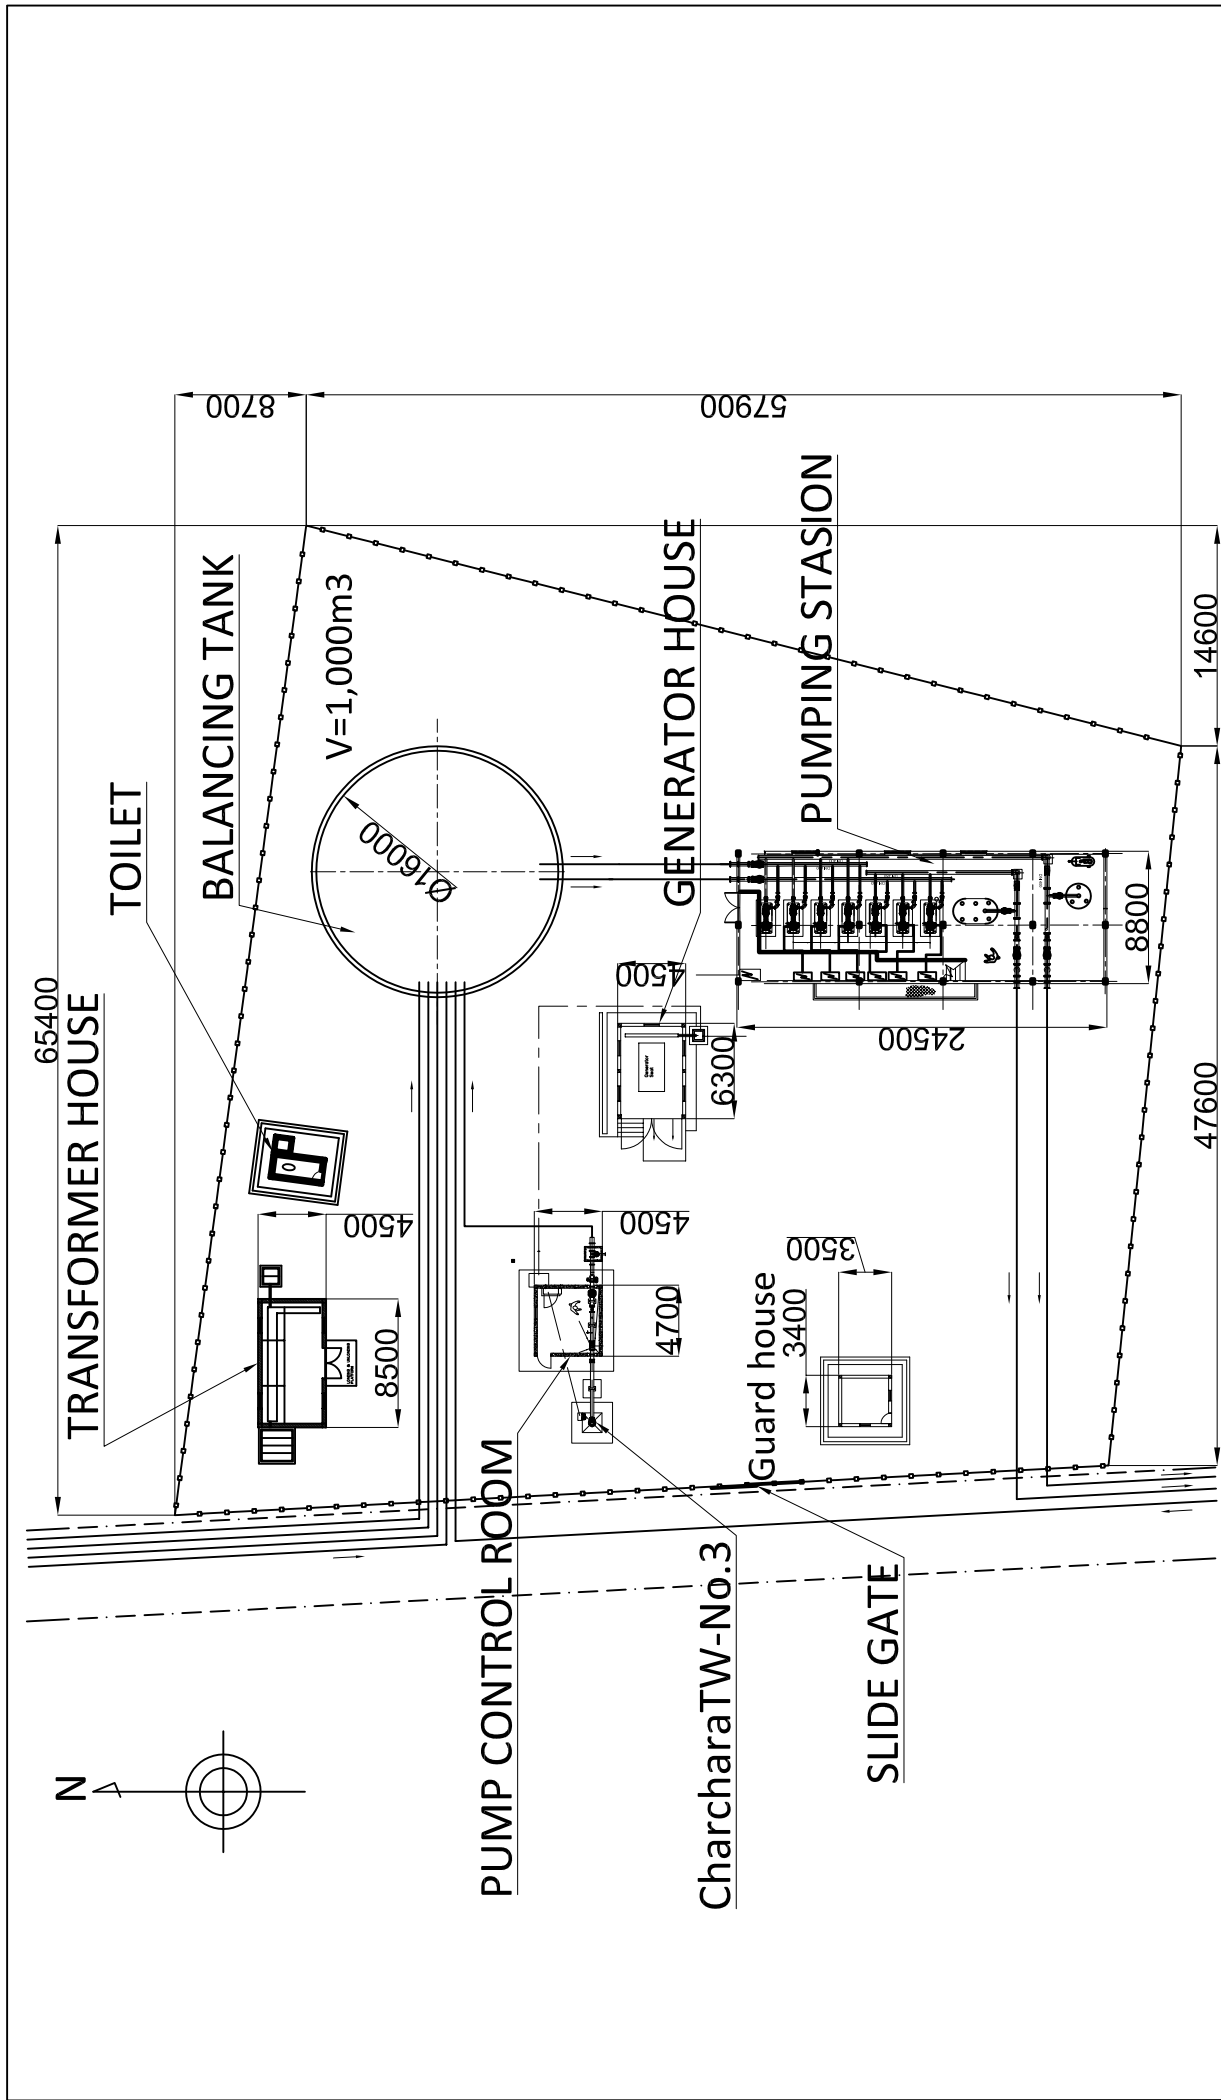 N
65400
8700
57900
14600
47600
TRANSFORMER HOUSE
TOILET
BALANCING TANK
V=1,000m3
Ø16000
4500
8500
PUMP CONTROL ROOM
4500
4700
CharcharaTW-No.3
GENERATOR HOUSE
4500
6300
Generator
PUMPING STASION
24500
8800
Guard house
3400
3500
SLIDE GATE